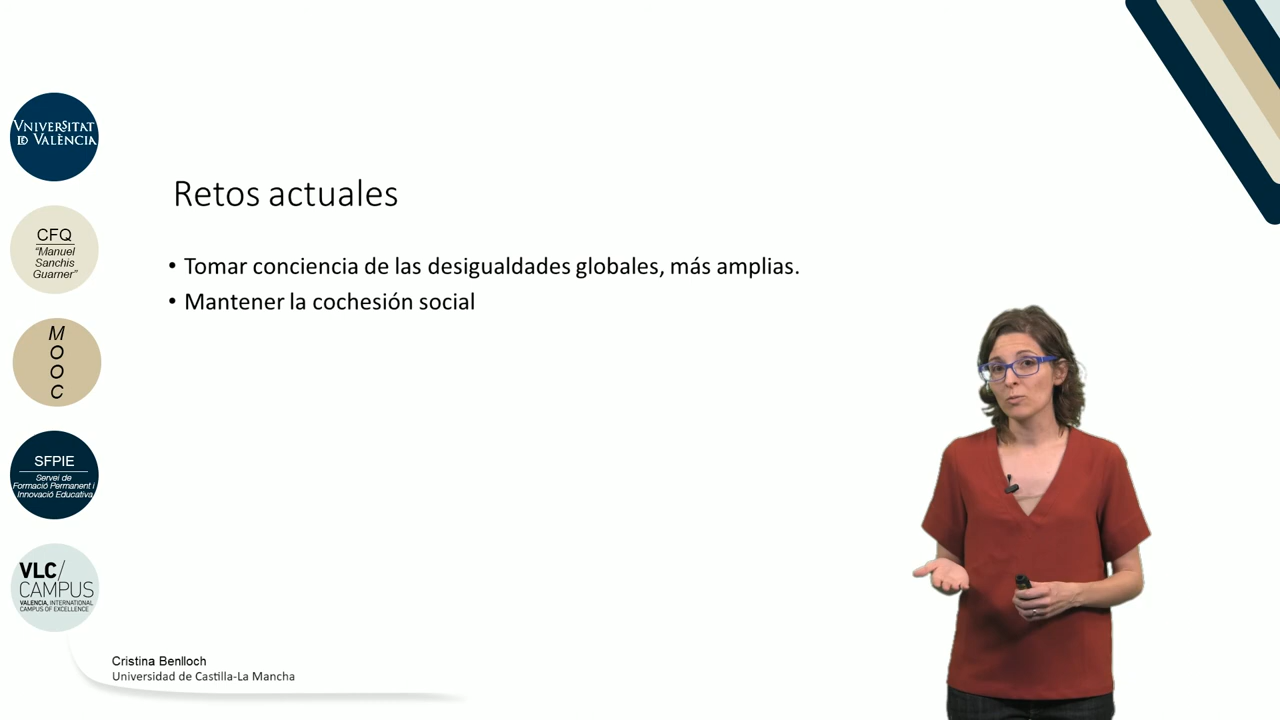 VNIVERSITAT
ID VALÈNCIA
CFQ
“Manuel
Sanchis
Guarner”
M
O
O
C
SFPIE
Servei de
Formació Permanent i
Innovació Educativa
VLC/
CAMPUS
VALENCIA, INTERNATIONAL
CAMPUS OF EXCELLENCE
Retos actuales
• Tomar conciencia de las desigualdades globales, más amplias.
• Mantener la cochesión social
Cristina Benlloch
Universidad de Castilla-La Mancha